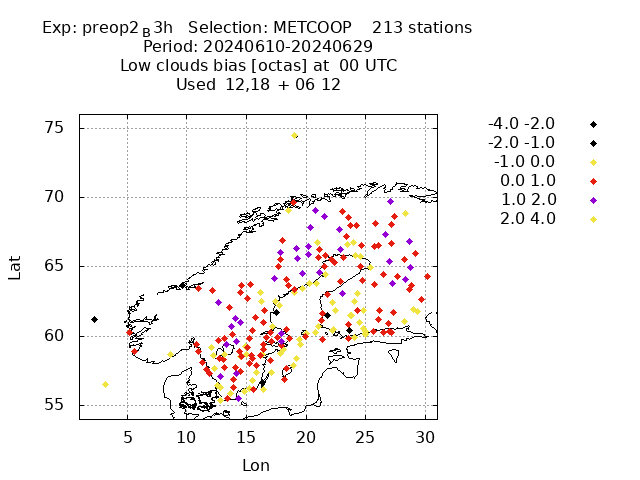 Exp: preop2_B3h   Selection: METCOOP    213 stations
Period: 20240610-20240629
Low clouds bias [octas] at  00 UTC
Used  12,18 + 06 12
75
70
65
60
55
5 10 15 20 25 30
Lat
Lon
-4.0 -2.0
-2.0 -1.0
-1.0 0.0
0.0 1.0
1.0 2.0
2.0 4.0